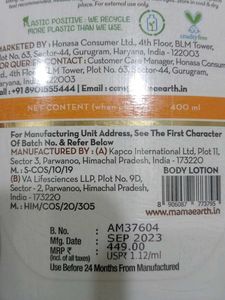 PLASTIC POSITIVE: WE RECYCLE
MORE PLASTIC THAN WE USE.
MARKETED BY : Honasa Consumer Ltd., 4th Floor, BLM Tower,
Plot No. 63, Sector-44, Gurugram, Haryana, India - 122003
FOR QUERIES CONTACT : Customer Care Manager, Honasa
Ltd., 4th Floor, BLM Tower, Plot No. 63, Sector-44, Gurugram,
Haryana, India - 122003
NET CONTENT (when 400 ml
For Manufacturing Unit Address, See The First Character
Of Batch No. & Refer Below
MANUFACTURED BY : (A) Kapco International Ltd, Plot 11,
Sector 3, Parwanoo, Himachal Pradesh,
India - 173220
M.L.: S-COS/10/19
(B) VA Lifesciences LLP, Plot No. 9D,
Sector - 2, Parwanoo, Himachal Pradesh,
India - 173220
M.L.: HIM/COS/20/305
BODY LOTION
8 906087 773795
www.mamaearth.in
B. No. : AM37604
Mfg. Date : SEP 2023
MRP ₹ : 449.00
(Incl. of all taxes) USP₹ 1.12/ml
Use Before 24 Months From Manufacturing